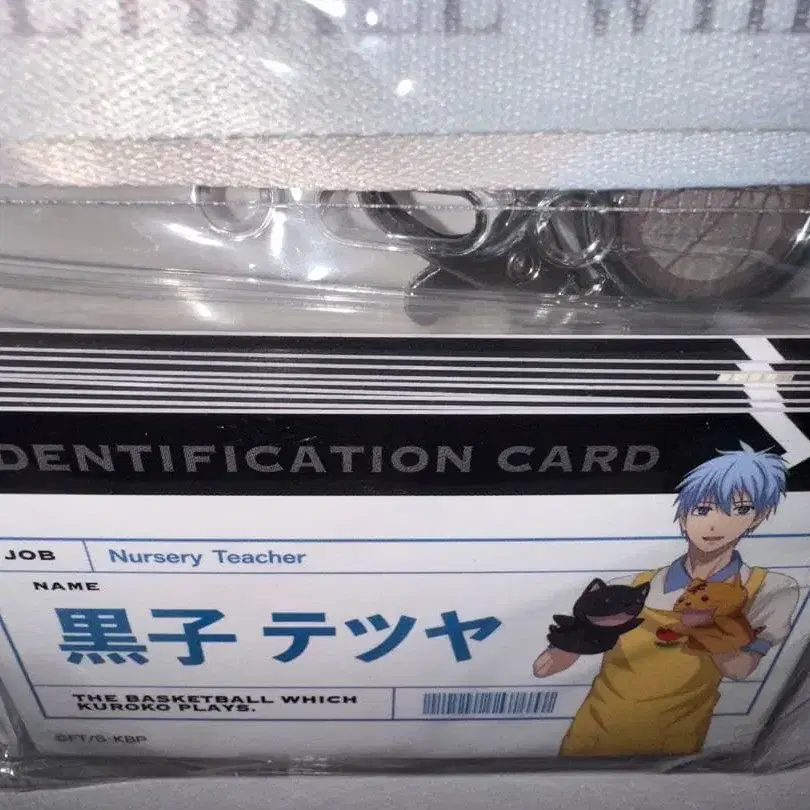 DENTIFICATION CARD
JOB
Nursery Teacher
NAME
黒子 テツヤ
THE BASKETBALL WHICH
KUROKO PLAYS.
©FT/S·KBP